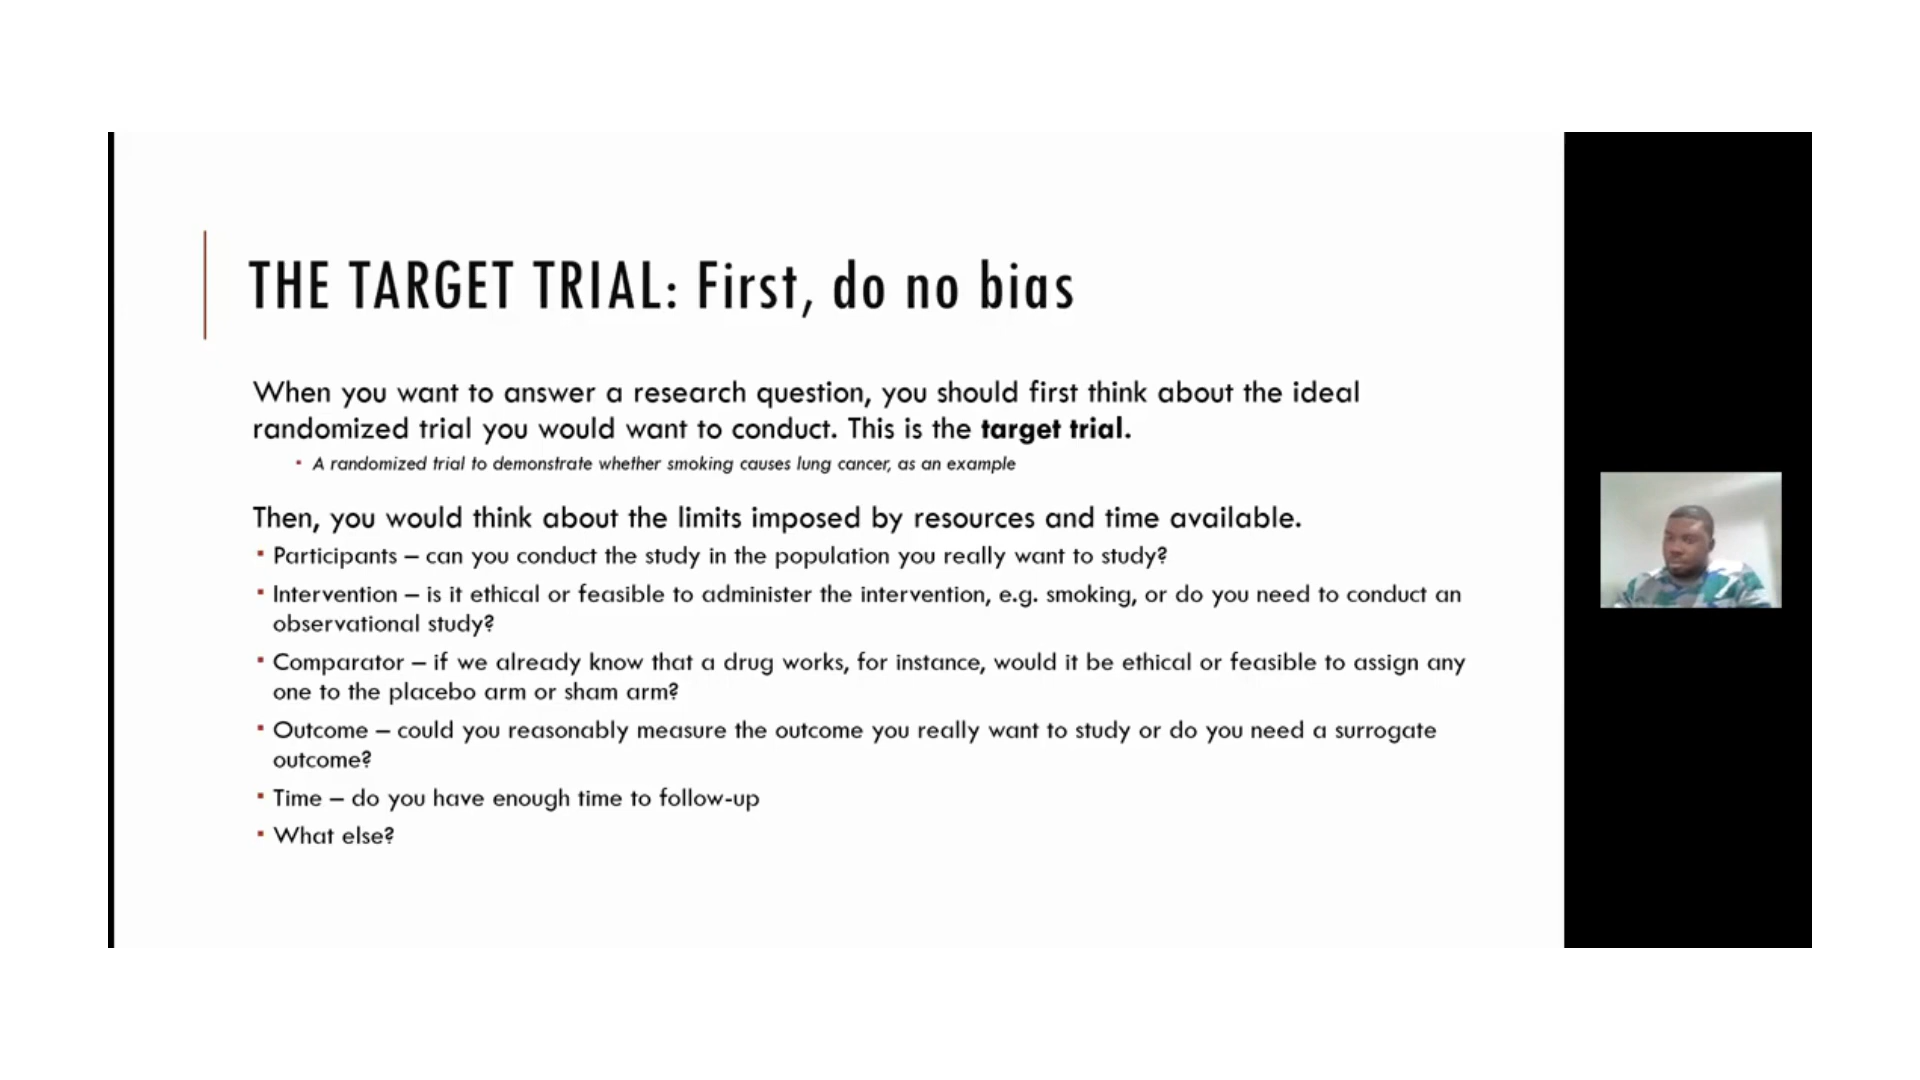 THE TARGET TRIAL: First, do no bias
When you want to answer a research question, you should first think about the ideal
randomized trial you would want to conduct. This is the target trial.
▪ A randomized trial to demonstrate whether smoking causes lung cancer, as an example
Then, you would think about the limits imposed by resources and time available.
▪ Participants – can you conduct the study in the population you really want to study?
▪ Intervention – is it ethical or feasible to administer the intervention, e.g. smoking, or do you need to conduct an
observational study?
▪ Comparator – if we already know that a drug works, for instance, would it be ethical or feasible to assign any
one to the placebo arm or sham arm?
▪ Outcome – could you reasonably measure the outcome you really want to study or do you need a surrogate
outcome?
▪ Time – do you have enough time to follow-up
▪ What else?